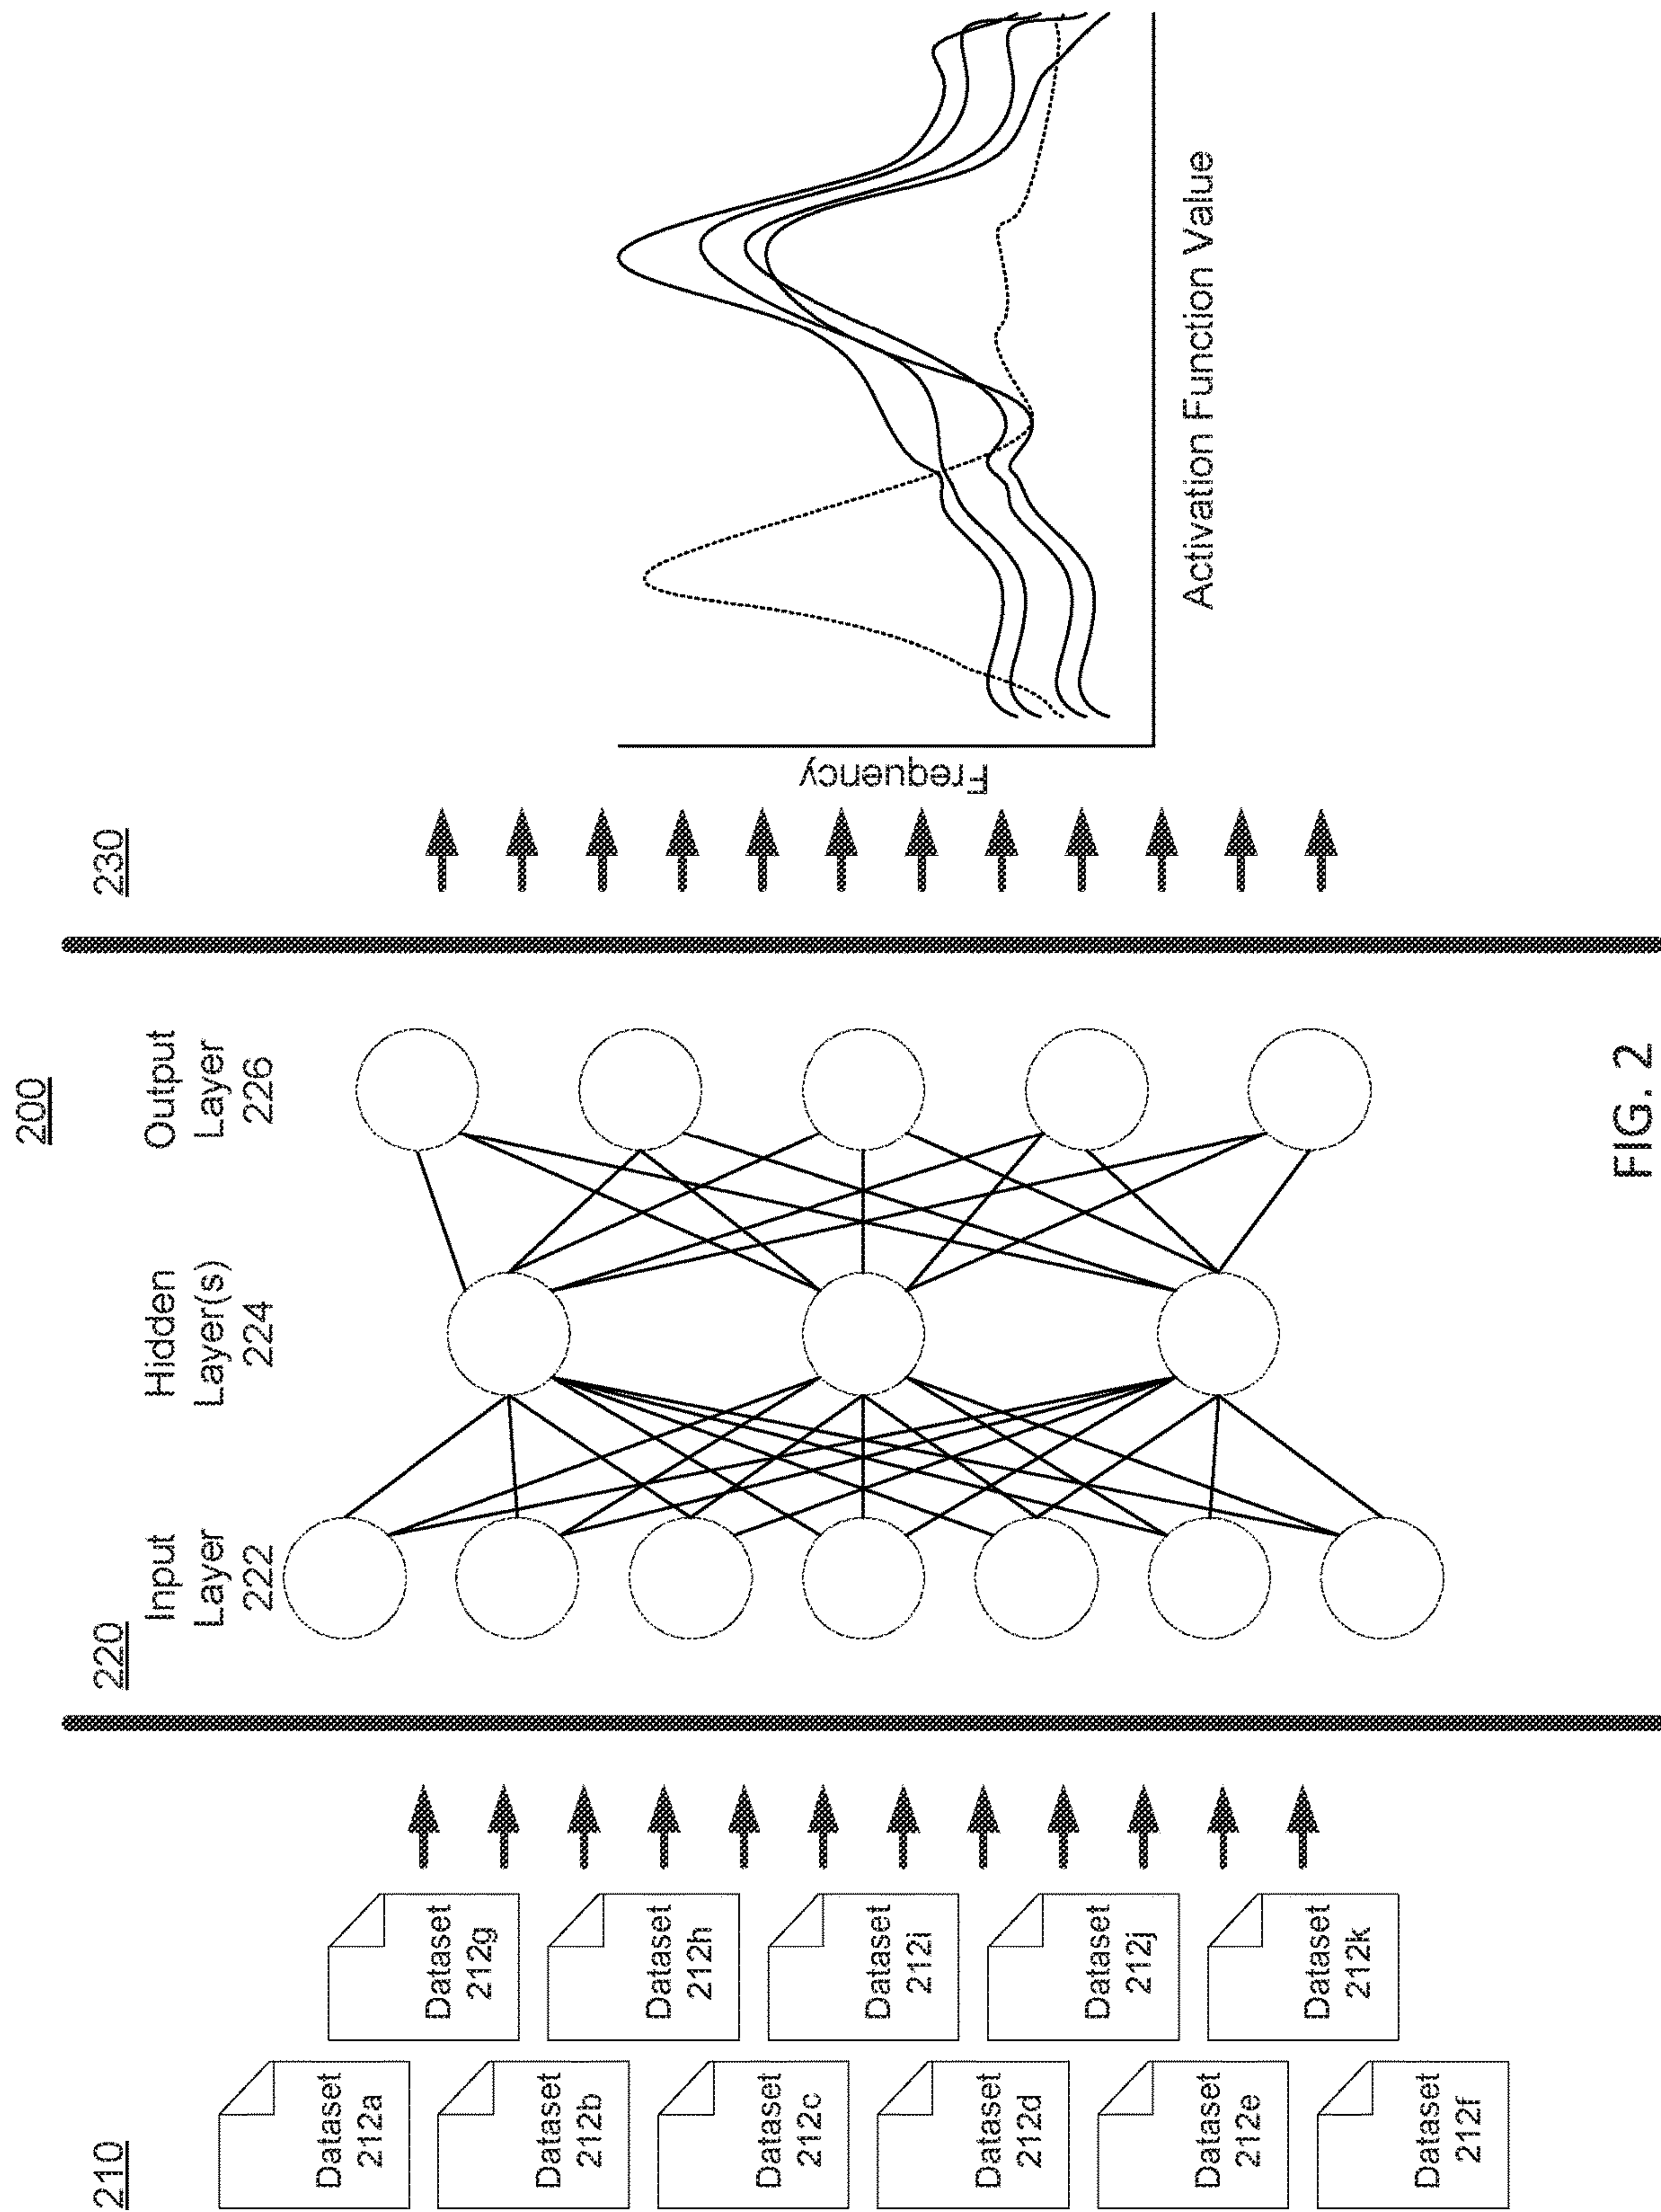 200
210
220
230
Dataset
212a
Dataset
212b
Dataset
212c
Dataset
212d
Dataset
212e
Dataset
212f
Dataset
212g
Dataset
212h
Dataset
212i
Dataset
212j
Dataset
212k
Input
Layer
222
Hidden
Layer(s)
224
Output
Layer
226
Frequency
Activation Function Value
FIG. 2